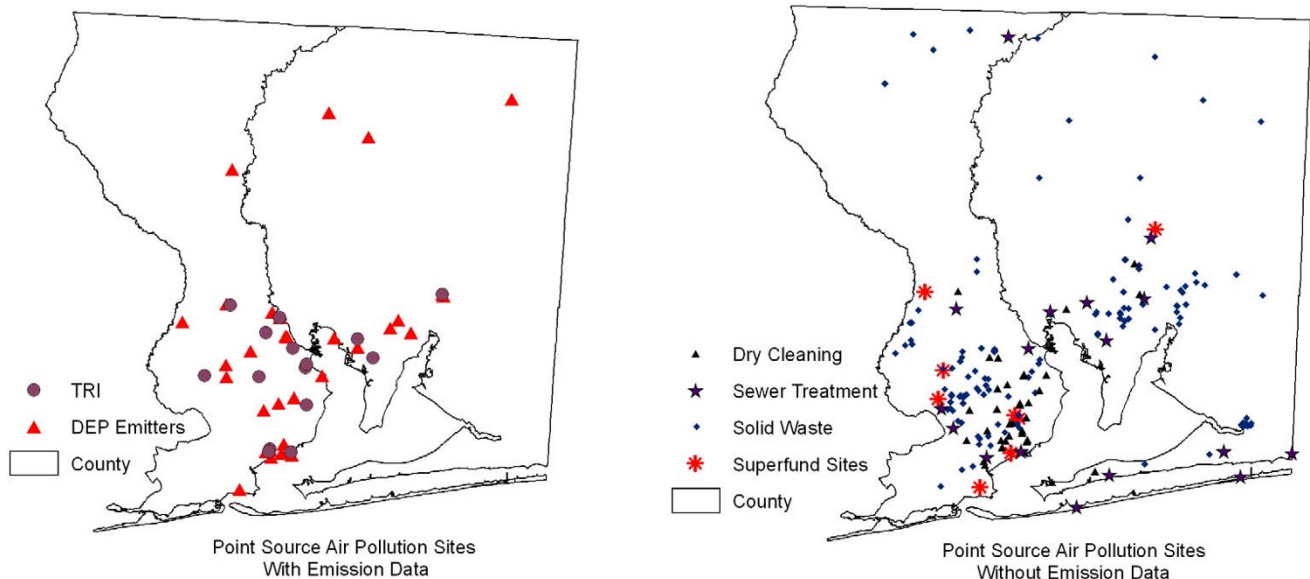 TRI
DEP Emitters
County
Point Source Air Pollution Sites
With Emission Data
Dry Cleaning
Sewer Treatment
Solid Waste
Superfund Sites
County
Point Source Air Pollution Sites
Without Emission Data